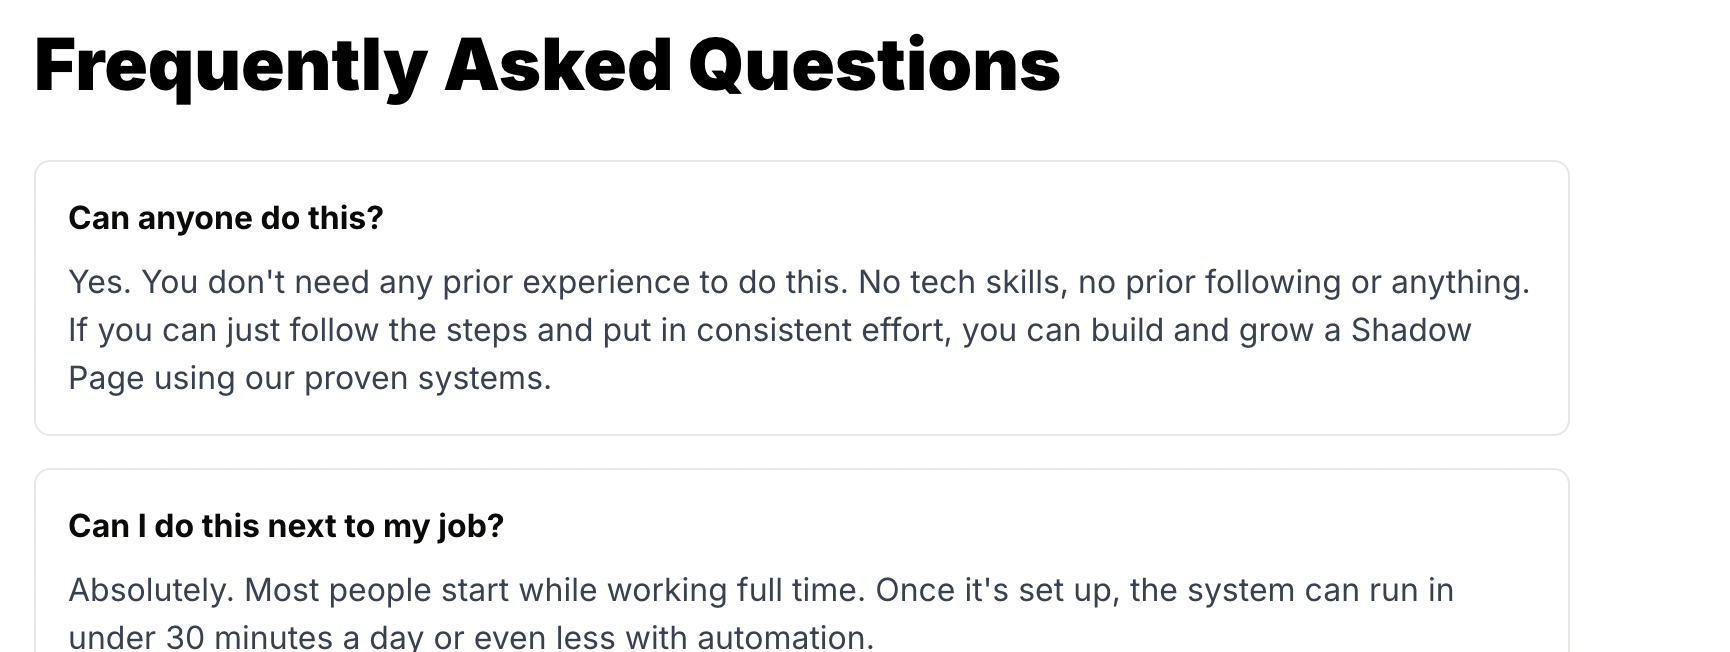 Frequently Asked Questions
Can anyone do this?
Yes. You don't need any prior experience to do this. No tech skills, no prior following or anything.
If you can just follow the steps and put in consistent effort, you can build and grow a Shadow
Page using our proven systems.
Can I do this next to my job?
Absolutely. Most people start while working full time. Once it's set up, the system can run in
under 30 minutes a day or even less with automation.